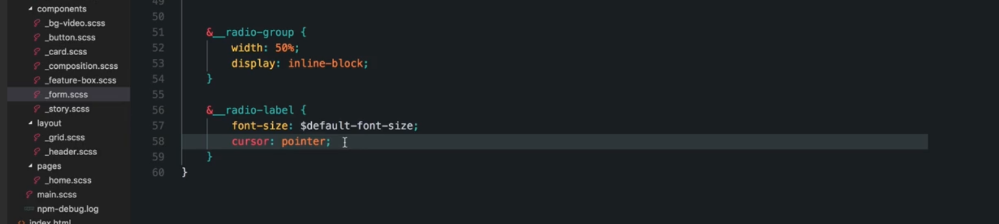 components
_bg-video.scss
_button.scss
_card.scss
_composition.scss
_feature-box.scss
_form.scss
_story.scss
layout
_grid.scss
_header.scss
pages
_home.scss
main.scss
npm-debug.log
index.html
49
50
51 &__radio-group {
52 width: 50%;
53 display: inline-block;
54 }
55
56 &__radio-label {
57 font-size: $default-font-size;
58 cursor: pointer;
59 }
60 }